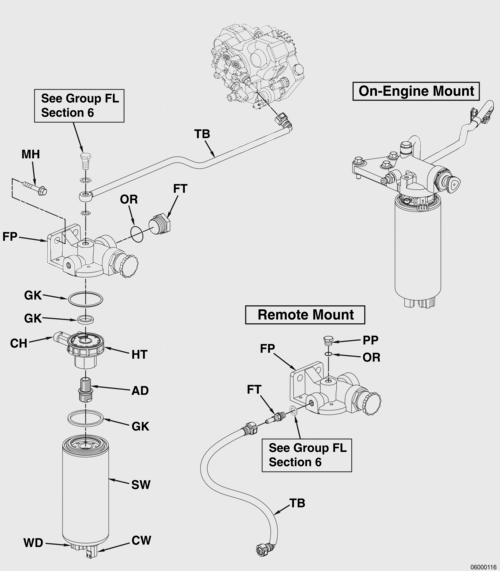 See Group FL
Section 6
On-Engine Mount
TB
MH
OR
FT
FP
GK
GK
CH
HT
AD
GK
SW
WD
CW
Remote Mount
PP
FP
OR
FT
See Group FL
Section 6
TB
06000116